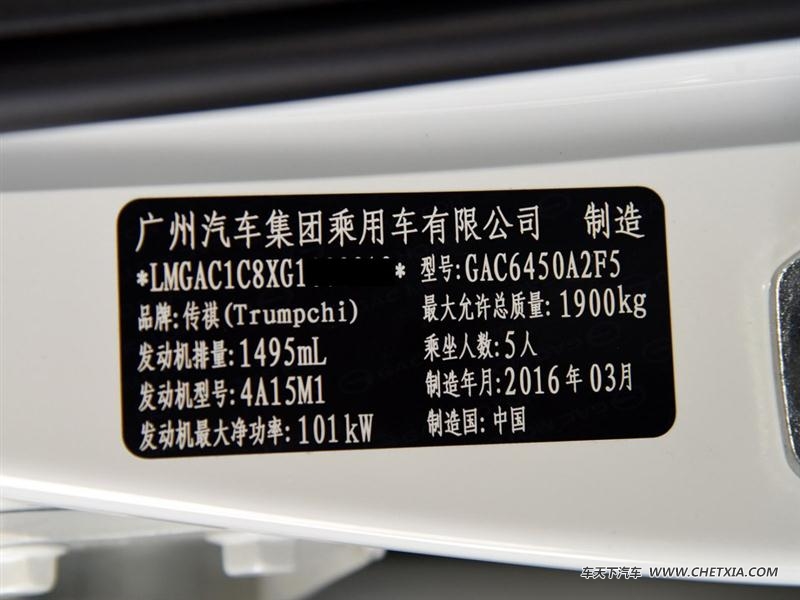 广州汽车集团乘用车有限公司 制造
*LMGAC1C8XG1 * 型号:GAC6450A2F5
品牌:传祺(Trumpchi) 最大允许总质量:1900kg
发动机排量:1495mL 乘坐人数:5人
发动机型号:4A15M1 制造年月:2016年03月
发动机最大净功率:101kW 制造国:中国
车天下汽车 WWW.CHETXIA.COM